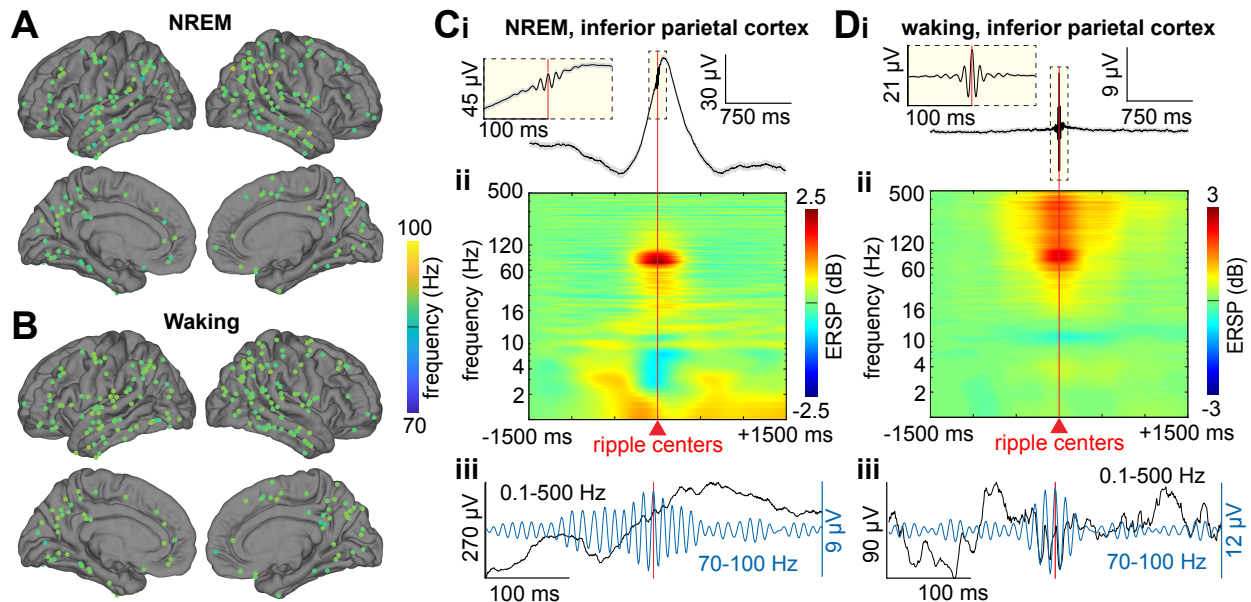 A
NREM
100
frequency (Hz)
70
B
Waking
Ci
NREM, inferior parietal cortex
45 µV
100 ms
30 µV
750 ms
ii
500
120
60
16
10
4
2
frequency (Hz)
2.5
ERSP (dB)
-2.5
-1500 ms
+1500 ms
ripple centers
iii
0.1-500 Hz
270 µV
9 µV
70-100 Hz
100 ms
Di
waking, inferior parietal cortex
21 µV
100 ms
9 µV
750 ms
ii
500
120
60
16
10
4
2
frequency (Hz)
3
ERSP (dB)
-3
-1500 ms
+1500 ms
ripple centers
iii
0.1-500 Hz
90 µV
12 µV
70-100 Hz
100 ms